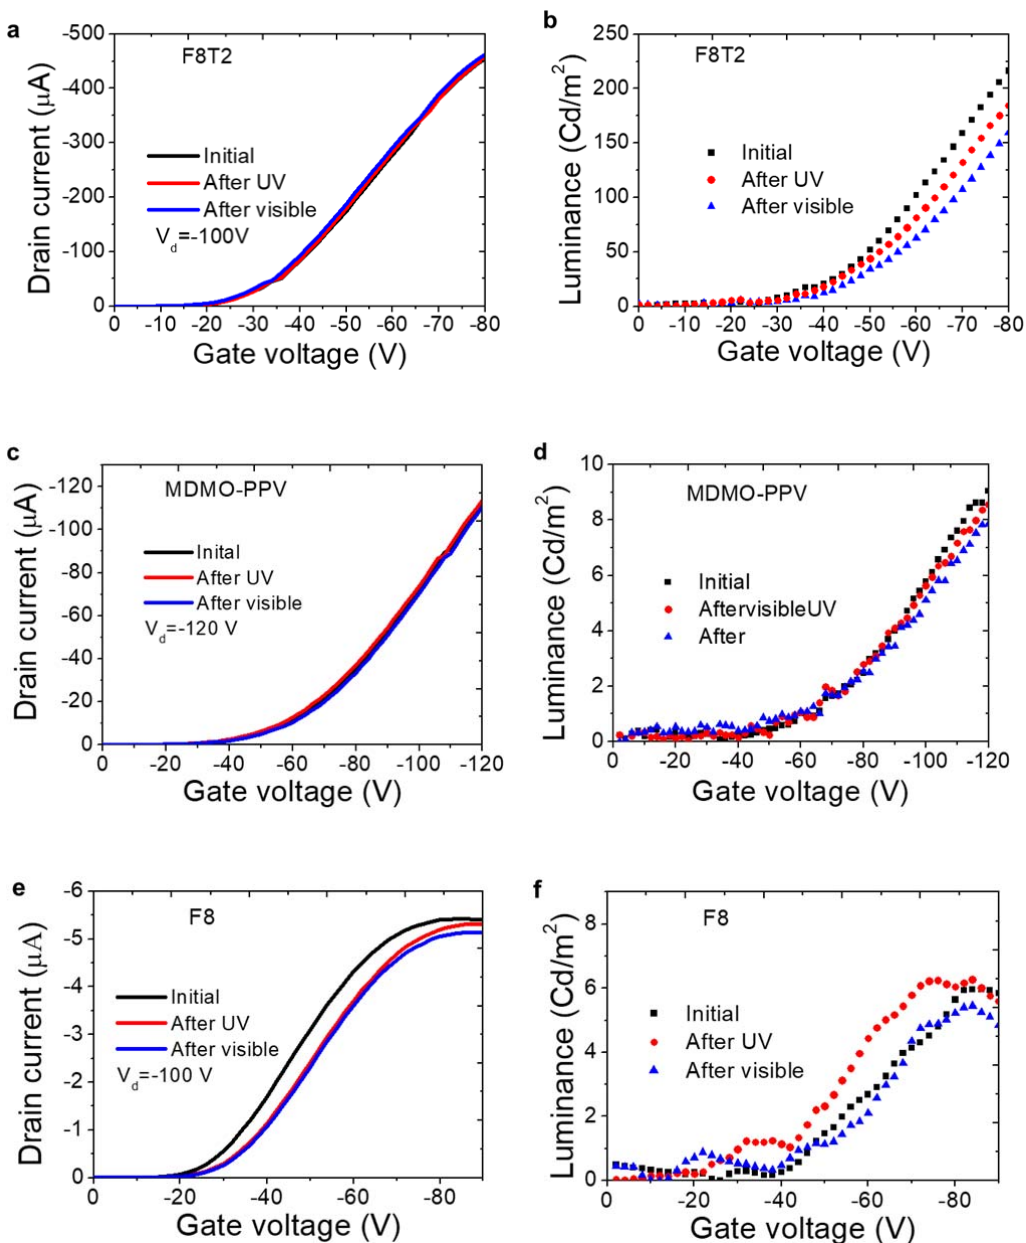 a
F8T2
Drain current (μA)
-500
-400
-300
-200
-100
0
Initial
After UV
After visible
Vd=-100V
0 -10 -20 -30 -40 -50 -60 -70 -80
Gate voltage (V)
b
F8T2
Luminance (Cd/m²)
250
200
150
100
50
0
Initial
After UV
After visible
0 -10 -20 -30 -40 -50 -60 -70 -80
Gate voltage (V)
c
MDMO-PPV
Drain current (μA)
-120
-100
-80
-60
-40
-20
0
Inital
After UV
After visible
Vd=-120 V
0 -20 -40 -60 -80 -100 -120
Gate voltage (V)
d
MDMO-PPV
Luminance (Cd/m²)
10
8
6
4
2
0
Initial
AftervisibleUV
After
0 -20 -40 -60 -80 -100 -120
Gate voltage (V)
e
F8
Drain current (μA)
-6
-5
-4
-3
-2
-1
0
Initial
After UV
After visible
Vd=-100 V
0 -20 -40 -60 -80
Gate voltage (V)
f
F8
Luminance (Cd/m²)
8
6
4
2
0
Initial
After UV
After visible
0 -20 -40 -60 -80
Gate voltage (V)